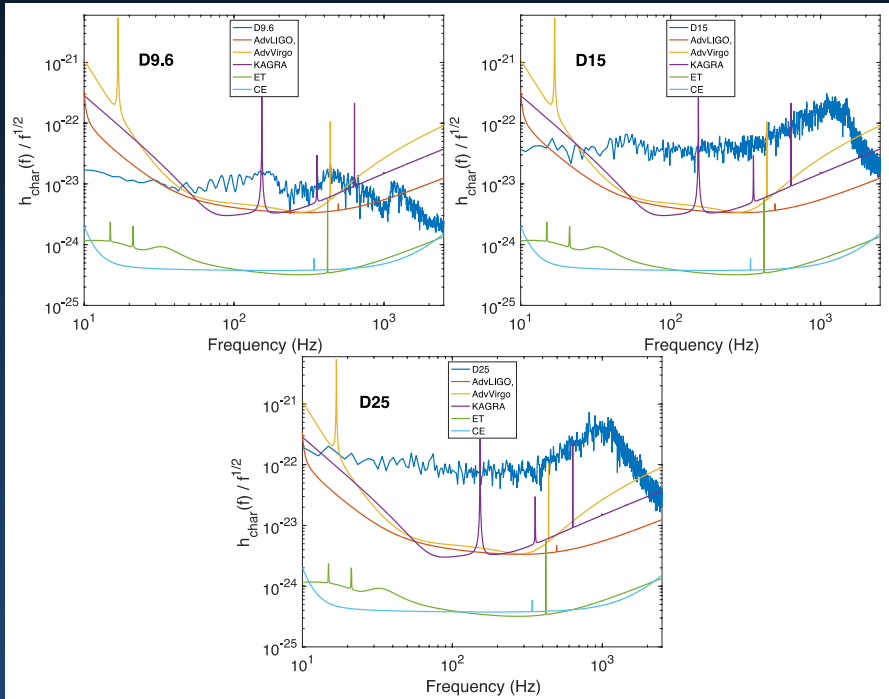 D9.6
D9.6
AdvLIGO,
AdvVirgo
KAGRA
ET
CE
h_char(f) / f^1/2
10^-21
10^-22
10^-23
10^-24
10^-25
10^1
10^2
10^3
Frequency (Hz)
D15
D15
AdvLIGO,
AdvVirgo
KAGRA
ET
CE
h_char(f) / f^1/2
10^-21
10^-22
10^-23
10^-24
10^-25
10^1
10^2
10^3
Frequency (Hz)
D25
D25
AdvLIGO,
AdvVirgo
KAGRA
ET
CE
h_char(f) / f^1/2
10^-21
10^-22
10^-23
10^-24
10^-25
10^1
10^2
10^3
Frequency (Hz)